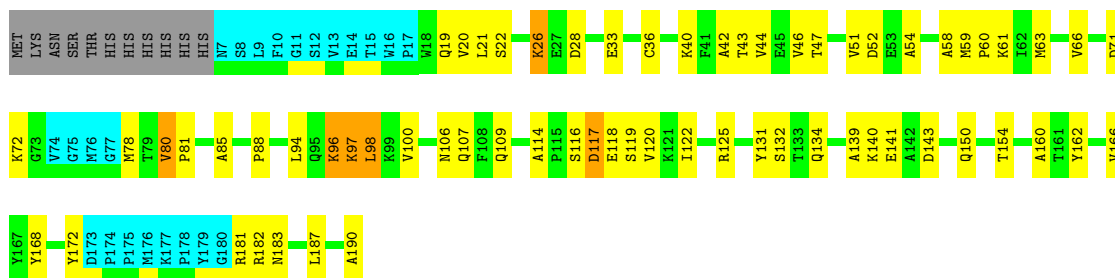 MET LYS ASN SER THR HIS HIS HIS HIS HIS HIS N7 S8 L9 F10 G11 S12 V13 E14 T15 W16 P17 W18 Q19 V20 L21 S22 K26 E27 D28 E33 C36 K40 F41 A42 T43 V44 E45 V46 T47 V51 D52 E53 A54 A58 M59 P60 K61 I62 M63 V66
K72 G73 V74 G75 M76 G77 M78 T79 V80 P81 A85 P88 L94 Q95 K96 K97 L98 K99 V100 N106 Q107 F108 Q109 A114 P115 S116 D117 E118 S119 V120 K121 I122 R125 Y131 S132 T133 Q134 A139 K140 E141 A142 D143 Q150 T154 A160 T161 Y162
Y167 Y168 Y172 D173 P174 P175 M176 K177 P178 Y179 G180 R181 R182 N183 L187 A190